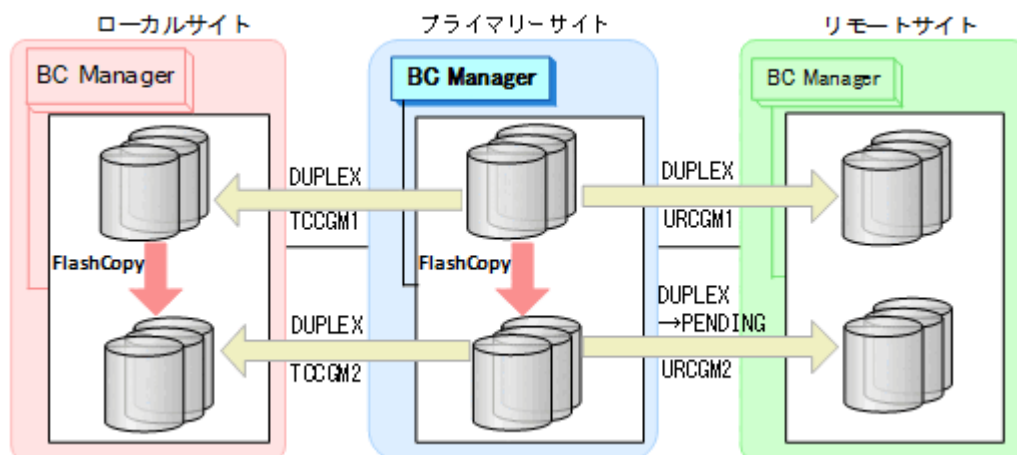 ローカルサイト
プライマリーサイト
リモートサイト
BC Manager
BC Manager
BC Manager
DUPLEX
TCCGM1
DUPLEX
URCGM1
FlashCopy
FlashCopy
DUPLEX
TCCGM2
DUPLEX
→PENDING
URCGM2